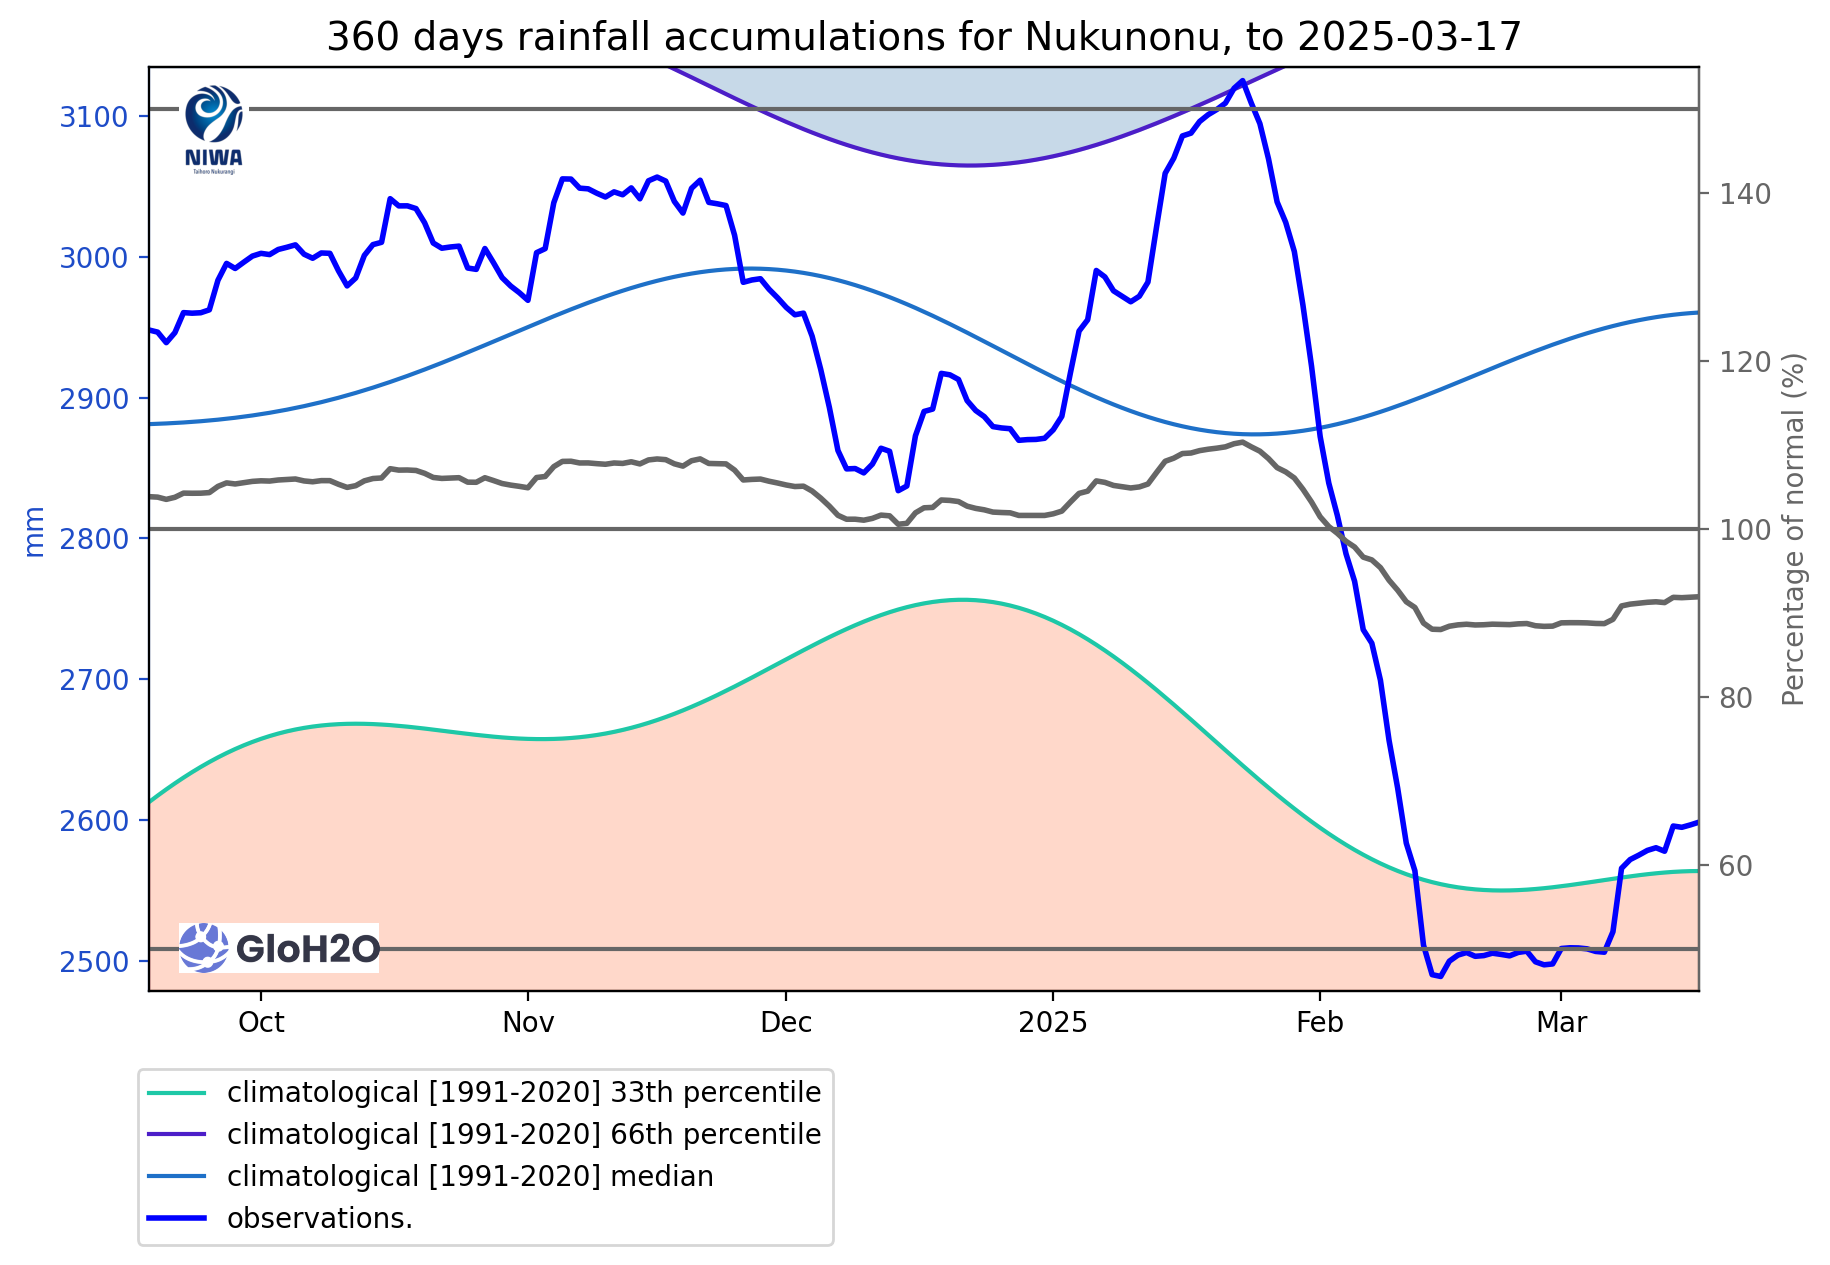 360 days rainfall accumulations for Nukunonu, to 2025-03-17
NIWA
Taihoro Nukurangi
3100
3000
2900
2800
2700
2600
2500
mm
140
120
100
80
60
Percentage of normal (%)
GloH2O
Oct
Nov
Dec
2025
Feb
Mar
climatological [1991-2020] 33th percentile
climatological [1991-2020] 66th percentile
climatological [1991-2020] median
observations.